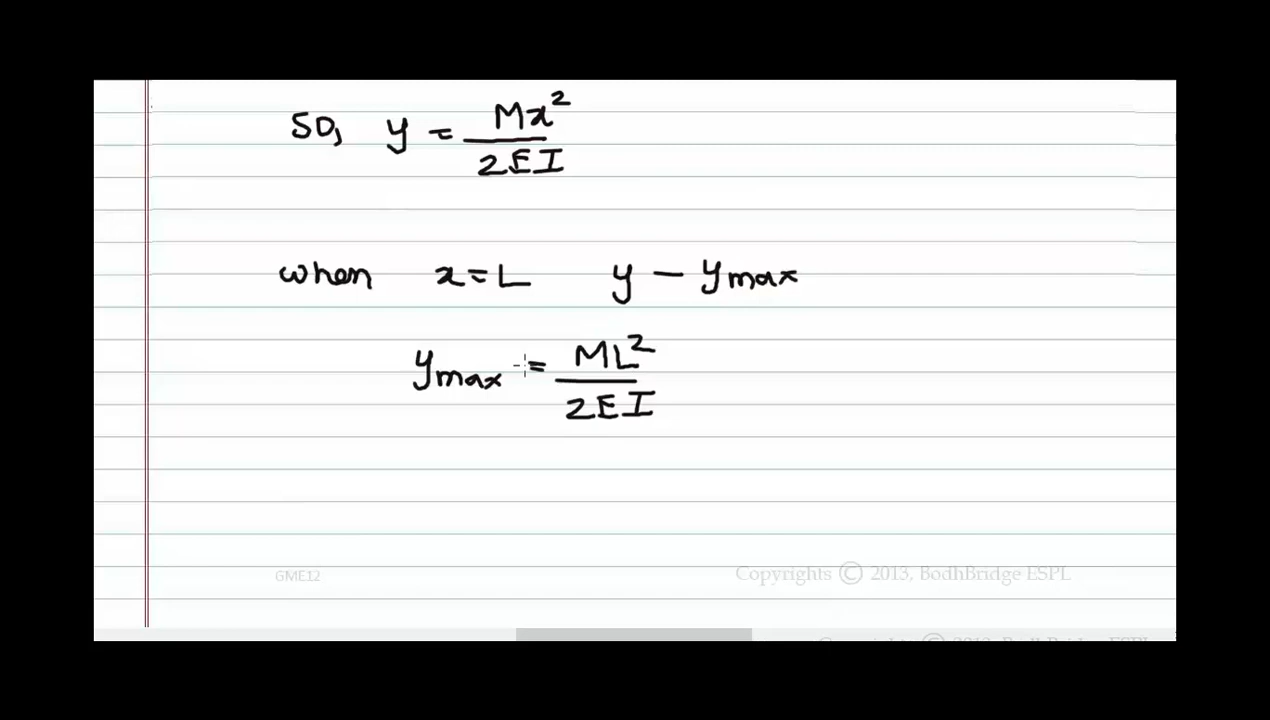 SO, y = Mx²/2EI
when x = L y - ymax
ymax = ML²/2EI
GME12 Copyrights © 2013, BodhBridge ESPL